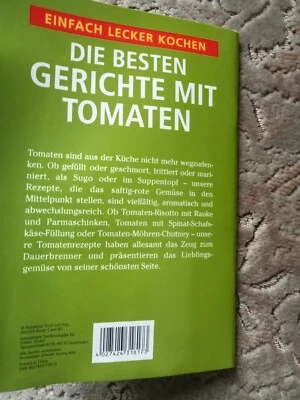 EINFACH LECKER KOCHEN
DIE BESTEN
GERICHTE MIT
TOMATEN
Tomaten sind aus der Küche nicht mehr wegzuden-
ken. Ob gefüllt oder geschmort, frittiert oder mari-
niert, als Sugo oder im Suppentopf – unsere
Rezepte, die das saftig-rote Gemüse in den
Mittelpunkt stellen, sind vielfältig, aromatisch und
abwechslungsreich. Ob Tomaten-Risotto mit Rauke
und Parmaschinken, Tomaten mit Spinat-Schafs-
käse-Füllung oder Tomaten-Möhren-Chutney – unse-
re Tomatenrezepte haben allesamt das Zeug zum
Dauerbrenner und präsentieren das Lieblings-
gemüse von seiner schönsten Seite.
4 027424 316173